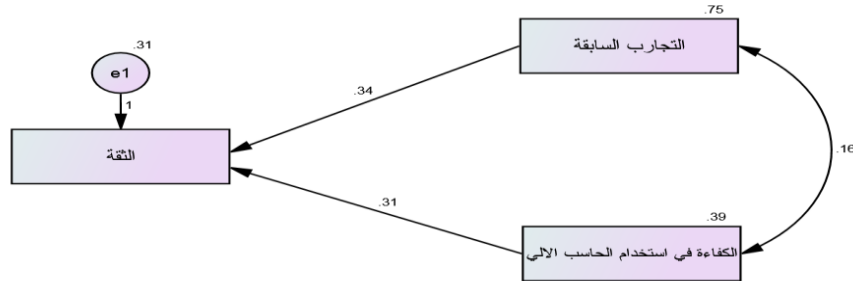 .75
التجارب السابقة
.31
e1
1
.34
الثقة
.16
.31
.39
الكفاءة في استخدام الحاسب الالي